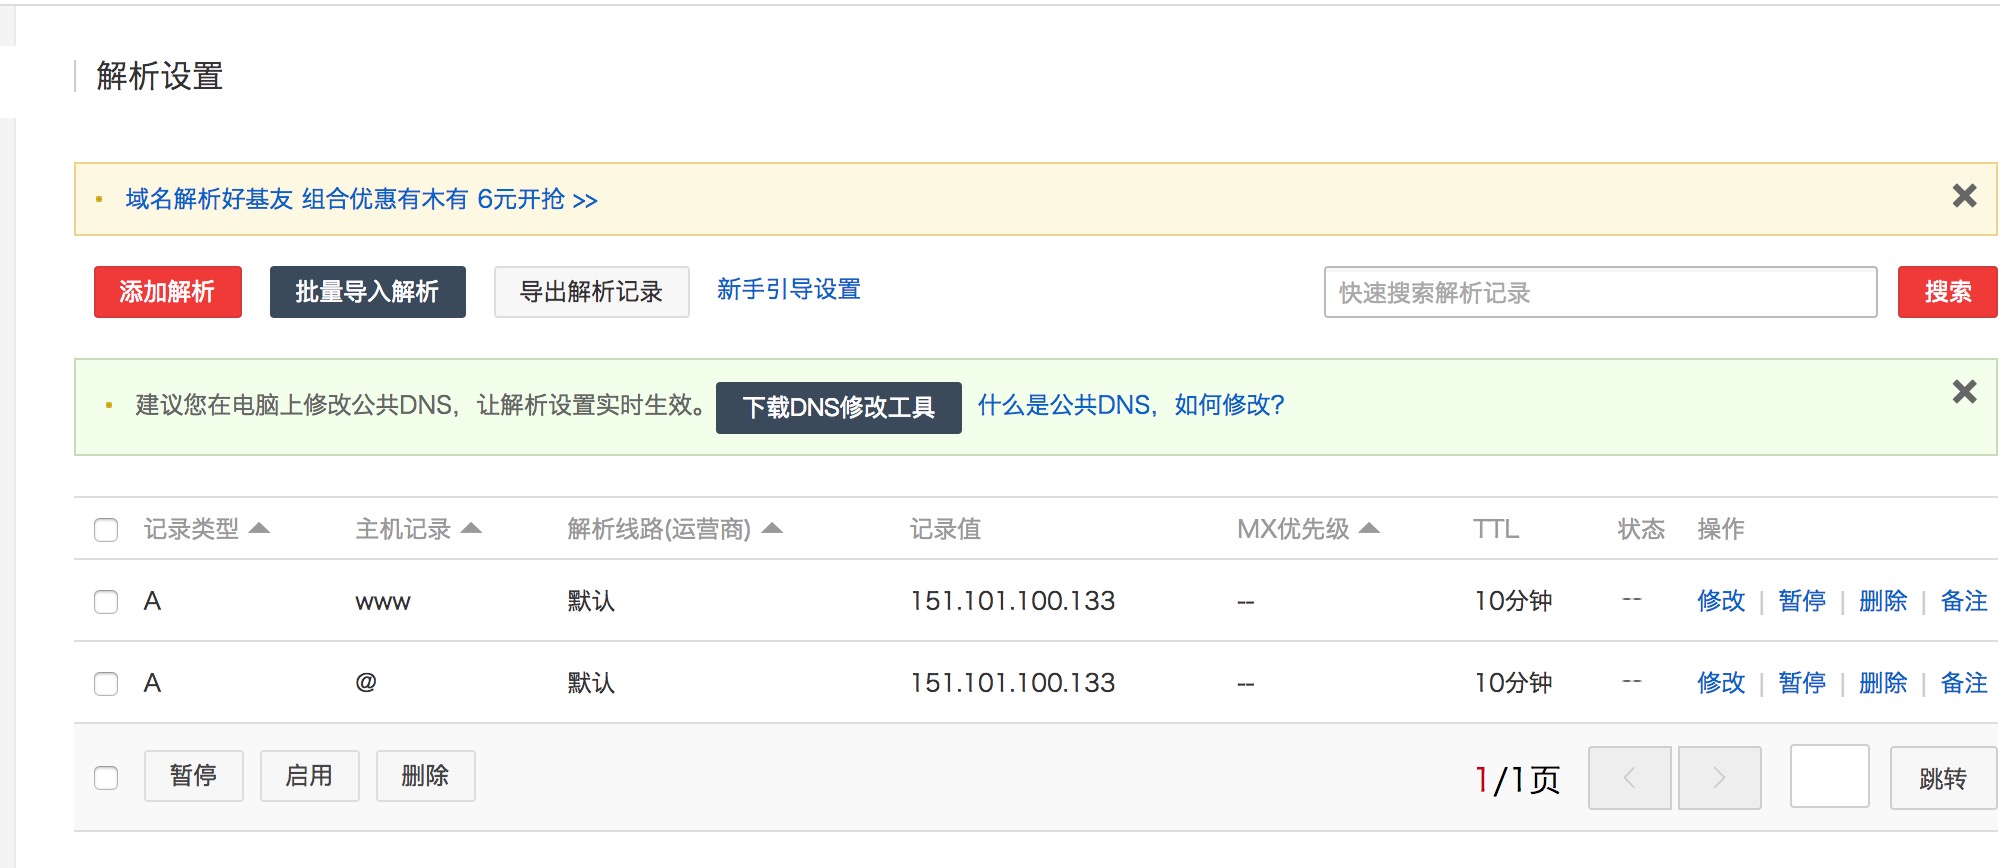 解析设置
域名解析好基友 组合优惠有木有 6元开抢 >>
添加解析 批量导入解析 导出解析记录 新手引导设置 快速搜索解析记录 搜索
建议您在电脑上修改公共DNS，让解析设置实时生效。 下载DNS修改工具 什么是公共DNS，如何修改?
记录类型 主机记录 解析线路(运营商) 记录值 MX优先级 TTL 状态 操作
A www 默认 151.101.100.133 -- 10分钟 -- 修改 | 暂停 | 删除 | 备注
A @ 默认 151.101.100.133 -- 10分钟 -- 修改 | 暂停 | 删除 | 备注
暂停 启用 删除 1/1页 < > 跳转